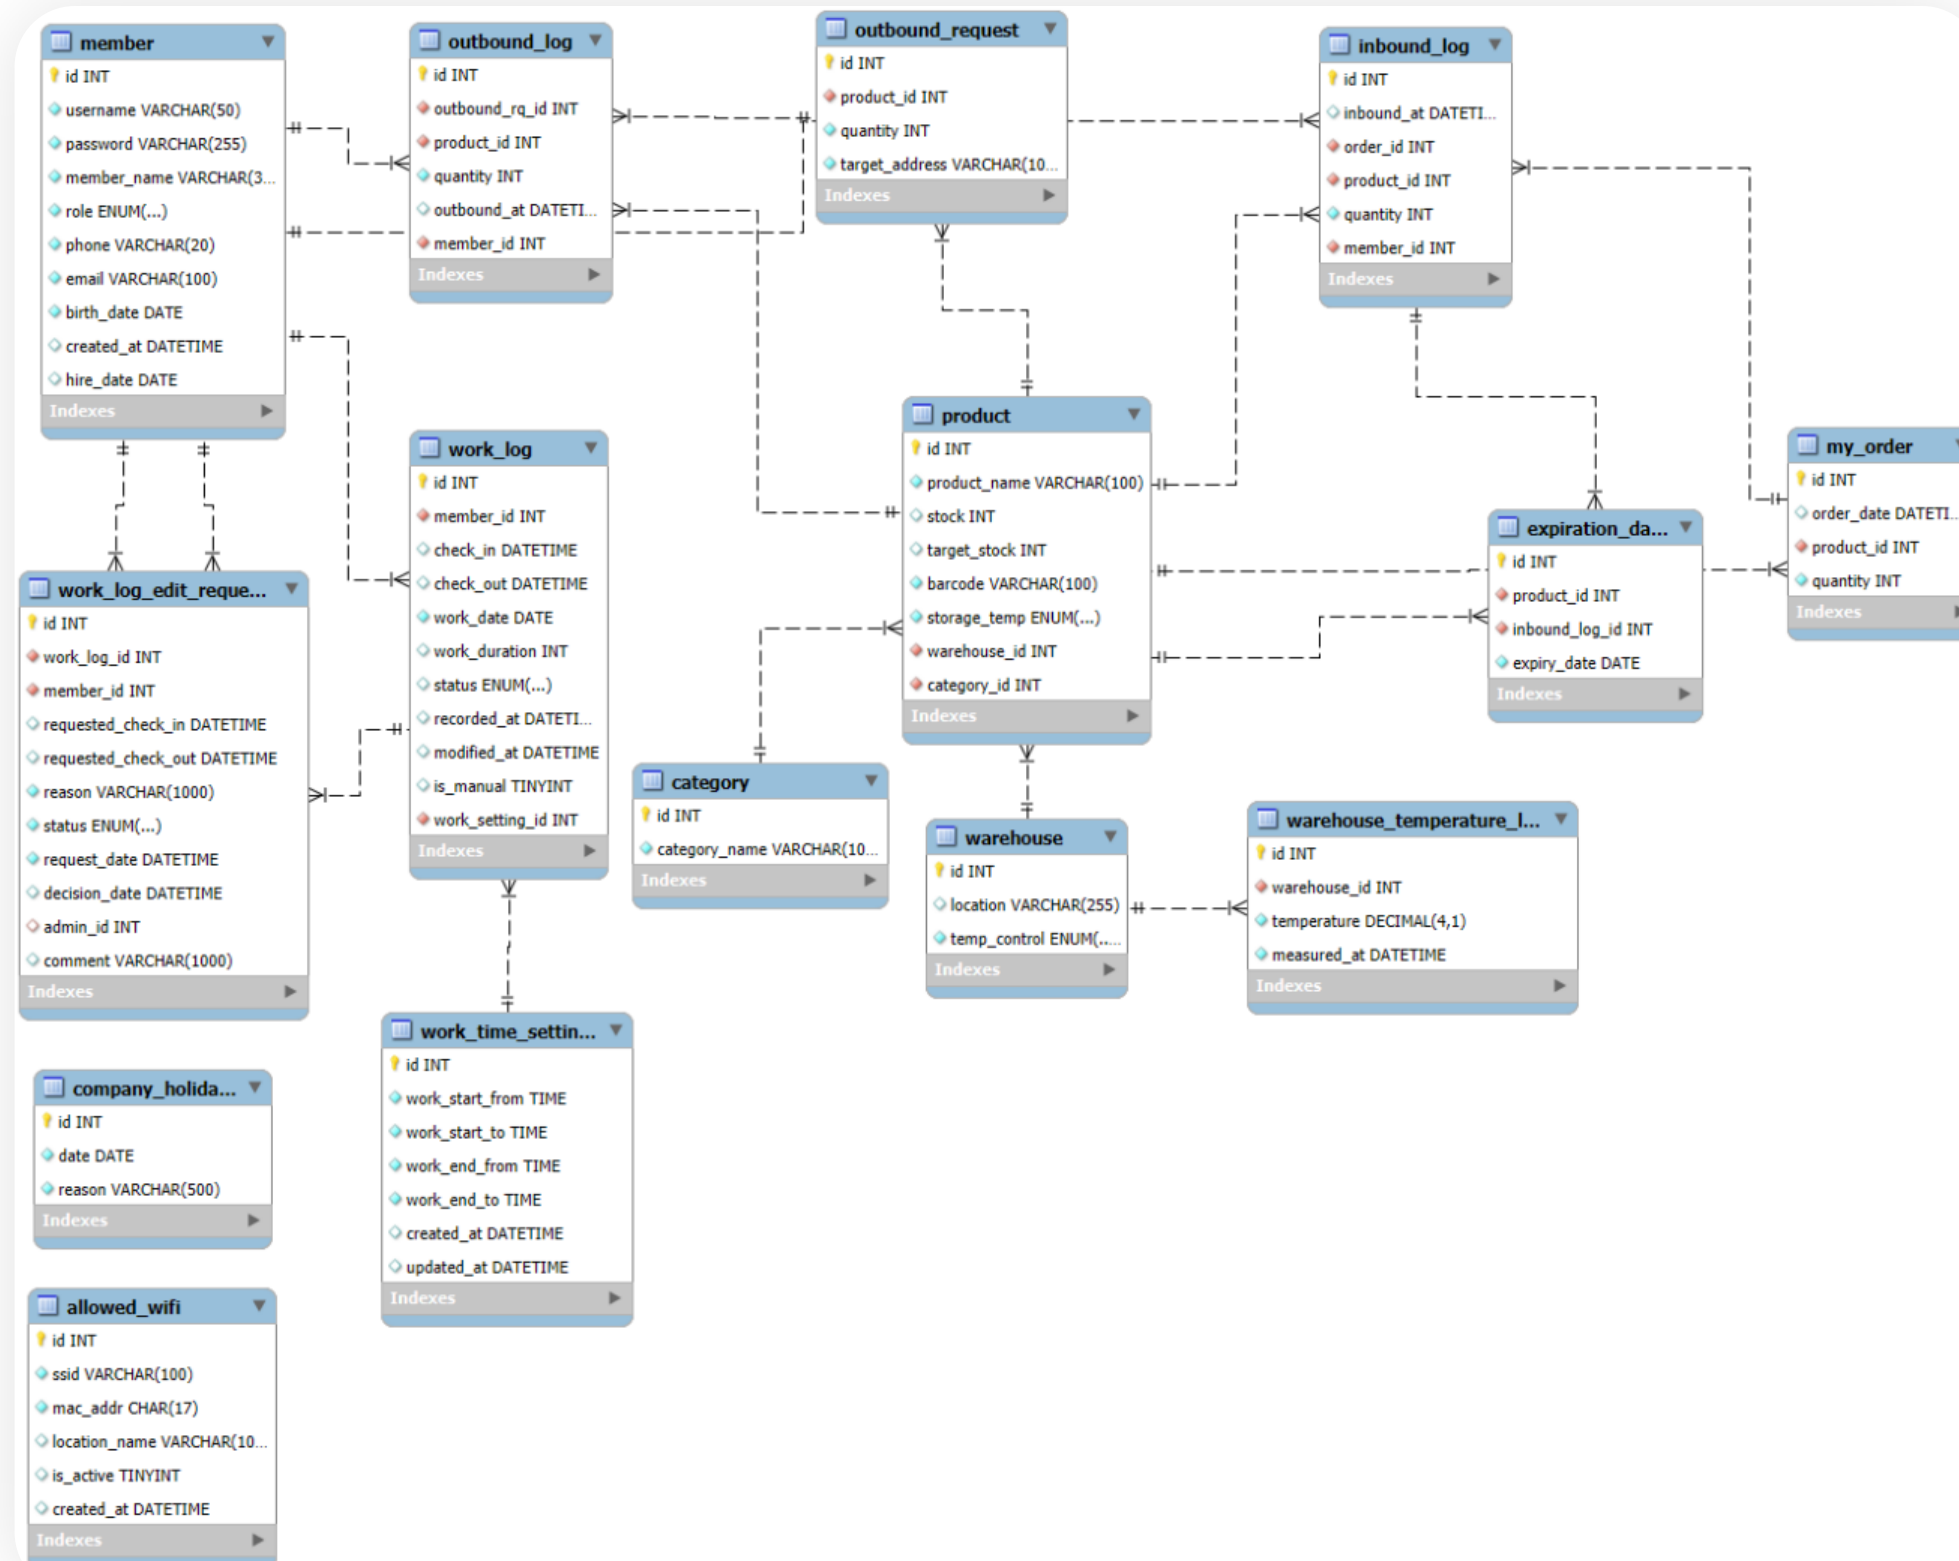 member
id INT
username VARCHAR(50)
password VARCHAR(255)
member_name VARCHAR(3...
role ENUM(...)
phone VARCHAR(20)
email VARCHAR(100)
birth_date DATE
created_at DATETIME
hire_date DATE
Indexes
outbound_log
id INT
outbound_rq_id INT
product_id INT
quantity INT
outbound_at DATETI...
member_id INT
Indexes
outbound_request
id INT
product_id INT
quantity INT
target_address VARCHAR(10...
Indexes
inbound_log
id INT
inbound_at DATETI...
order_id INT
product_id INT
quantity INT
member_id INT
Indexes
work_log
id INT
member_id INT
check_in DATETIME
check_out DATETIME
work_date DATE
work_duration INT
status ENUM(...)
recorded_at DATETI...
modified_at DATETIME
is_manual TINYINT
work_setting_id INT
Indexes
product
id INT
product_name VARCHAR(100)
stock INT
target_stock INT
barcode VARCHAR(100)
storage_temp ENUM(...)
warehouse_id INT
category_id INT
Indexes
expiration_da...
id INT
product_id INT
inbound_log_id INT
expiry_date DATE
Indexes
my_order
id INT
order_date DATETI...
product_id INT
quantity INT
Indexes
work_log_edit_reque...
id INT
work_log_id INT
member_id INT
requested_check_in DATETIME
requested_check_out DATETIME
reason VARCHAR(1000)
status ENUM(...)
request_date DATETIME
decision_date DATETIME
admin_id INT
comment VARCHAR(1000)
Indexes
category
id INT
category_name VARCHAR(10...
Indexes
warehouse
id INT
location VARCHAR(255)
temp_control ENUM(.....
Indexes
warehouse_temperature_l...
id INT
warehouse_id INT
temperature DECIMAL(4,1)
measured_at DATETIME
Indexes
work_time_settin...
id INT
work_start_from TIME
work_start_to TIME
work_end_from TIME
work_end_to TIME
created_at DATETIME
updated_at DATETIME
Indexes
company_holida...
id INT
date DATE
reason VARCHAR(500)
Indexes
allowed_wifi
id INT
ssid VARCHAR(100)
mac_addr CHAR(17)
location_name VARCHAR(10...
is_active TINYINT
created_at DATETIME
Indexes